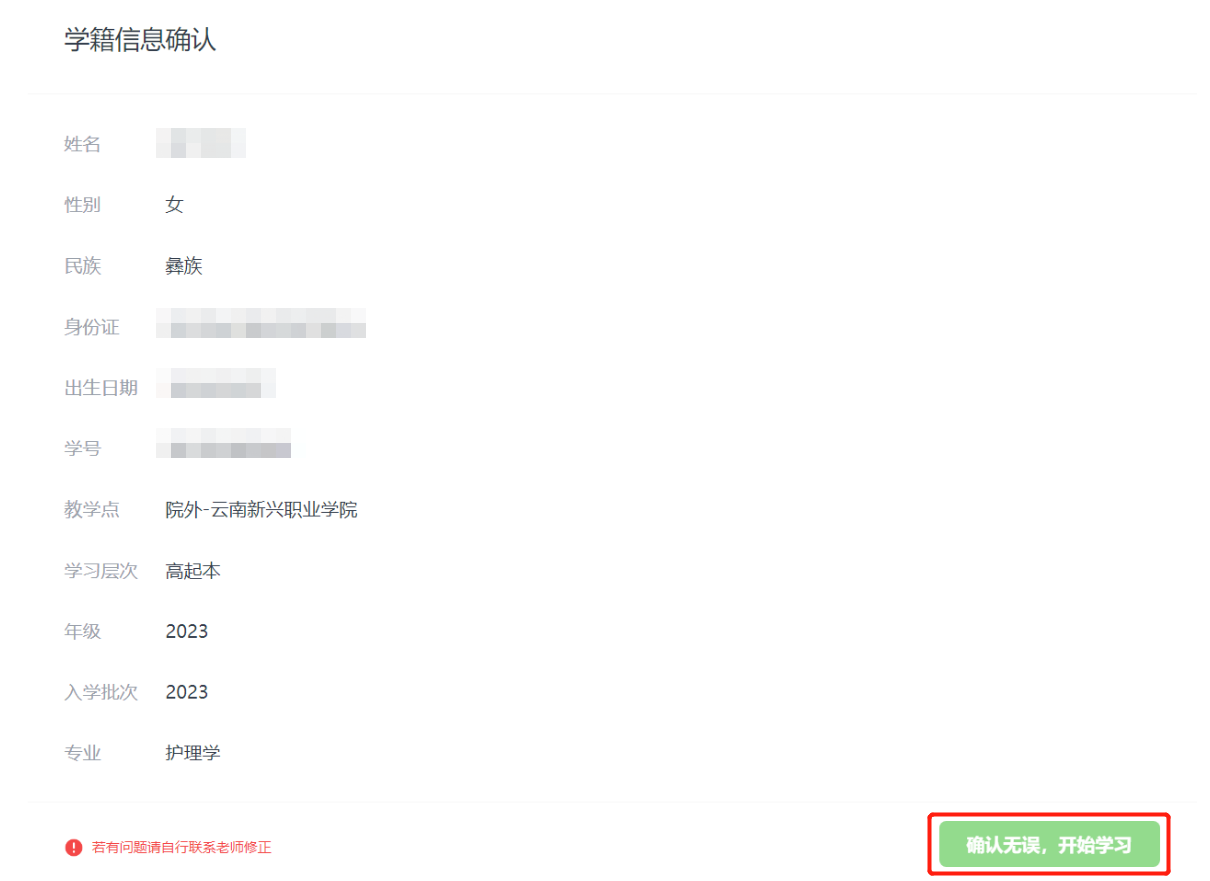 学籍信息确认
姓名
性别 女
民族 彝族
身份证
出生日期
学号
教学点 院外-云南新兴职业学院
学习层次 高起本
年级 2023
入学批次 2023
专业 护理学
若有问题请自行联系老师修正
确认无误，开始学习